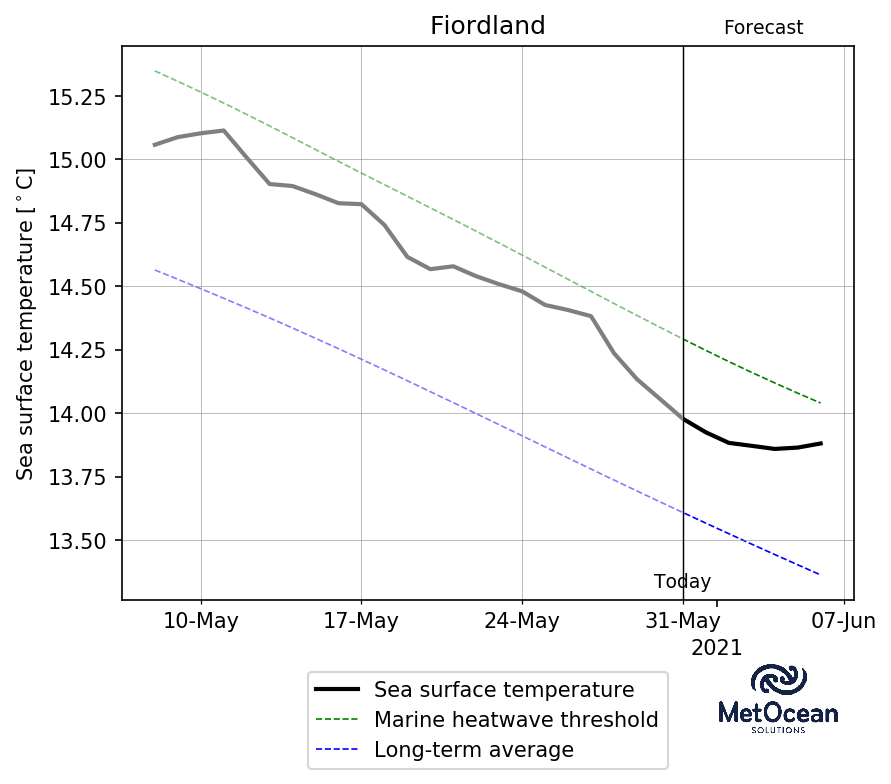 Fiordland
Forecast
Sea surface temperature [°C]
15.25
15.00
14.75
14.50
14.25
14.00
13.75
13.50
Today
10-May
17-May
24-May
31-May
07-Jun
2021
Sea surface temperature
Marine heatwave threshold
Long-term average
MetOcean
SOLUTIONS